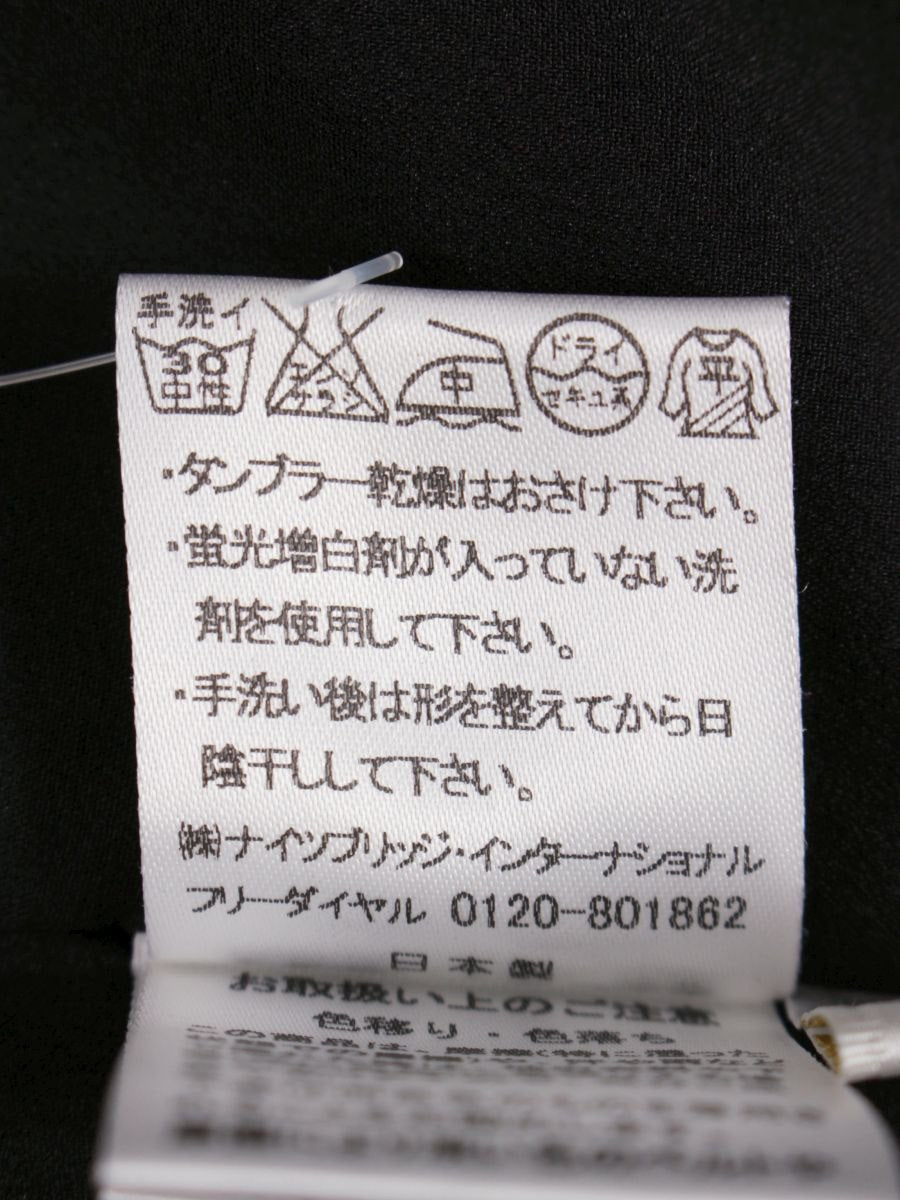 手洗イ
30
中性
エンソ
サラシ
中
ドライ
セキユ系
平
・タンブラー乾燥はおさけ下さい。
・蛍光増白剤が入っていない洗
剤を使用して下さい。
・手洗い後は形を整えてから日
陰干しして下さい。
㈱ナイツブリッジ・インターナショナル
フリーダイヤル 0120-801862
日本製
お取扱い上のご注意
色移り・色落ち